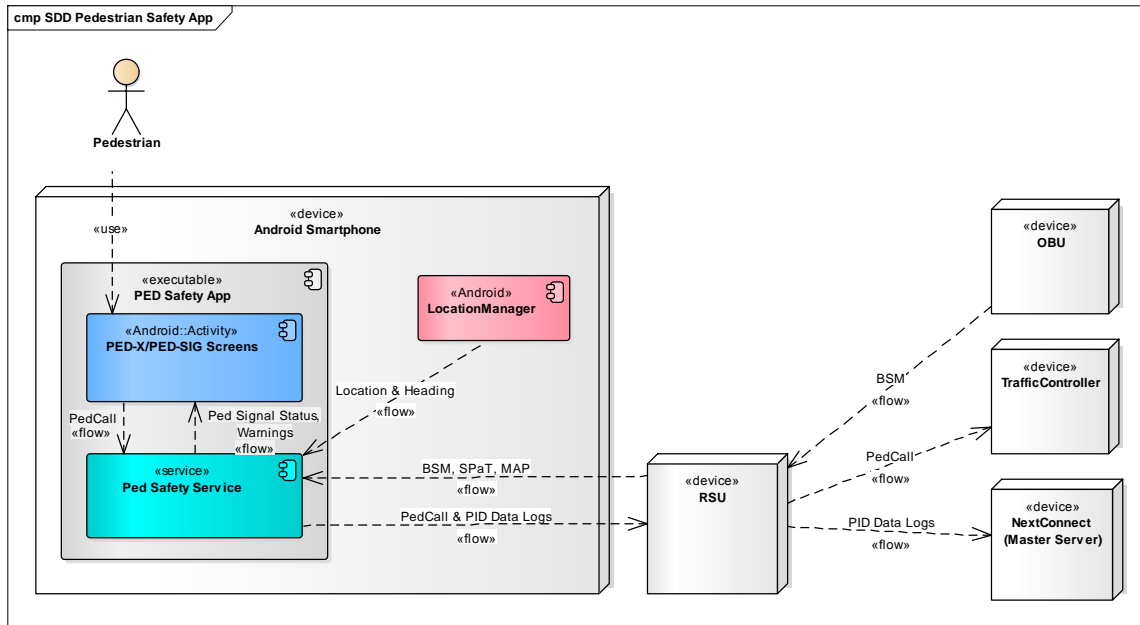 cmp SDD Pedestrian Safety App
Pedestrian
«use»
«device»
Android Smartphone
«executable»
PED Safety App
«Android::Activity»
PED-X/PED-SIG Screens
«Android»
LocationManager
Location & Heading
«flow»
PedCall
«flow»
Ped Signal Status,
Warnings
«flow»
«service»
Ped Safety Service
BSM, SPaT, MAP
«flow»
PedCall & PID Data Logs
«flow»
«device»
RSU
BSM
«flow»
PedCall
«flow»
PID Data Logs
«flow»
«device»
OBU
«device»
TrafficController
«device»
NextConnect
(Master Server)